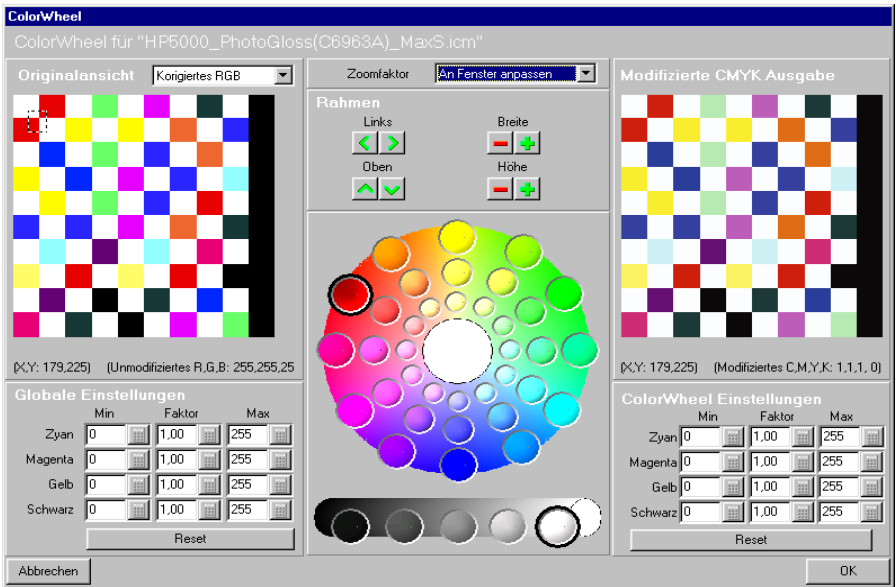 ColorWheel
ColorWheel für "HP5000_PhotoGloss(C6963A)_MaxS.icm"
Originalansicht Korigiertes RGB
Zoomfaktor An Fenster anpassen
Modifizierte CMYK Ausgabe
Rahmen
Links Breite
Oben Höhe
(X,Y: 179,225) (Unmodifiziertes R,G,B: 255,255,25
(X,Y: 179,225) (Modifiziertes C,M,Y,K: 1,1,1, 0)
Globale Einstellungen
Min Faktor Max
Zyan 0 1,00 255
Magenta 0 1,00 255
Gelb 0 1,00 255
Schwarz 0 1,00 255
Reset
ColorWheel Einstellungen
Min Faktor Max
Zyan 0 1,00 255
Magenta 0 1,00 255
Gelb 0 1,00 255
Schwarz 0 1,00 255
Reset
Abbrechen
OK